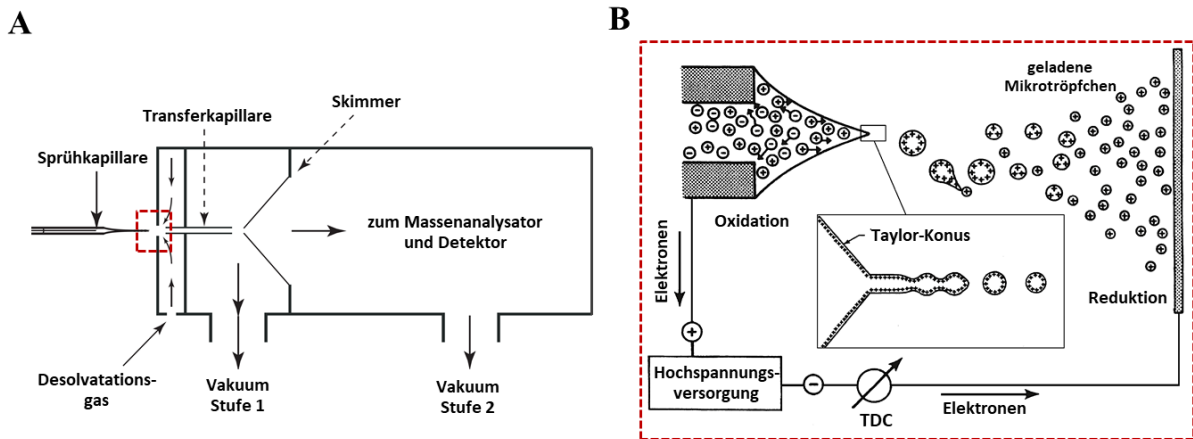 A
Skimmer
Transferkapillare
Sprühkapillare
zum Massenanalysator
und Detektor
Desolvatations-
gas
Vakuum
Stufe 1
Vakuum
Stufe 2
B
geladene
Mikrotröpfchen
Oxidation
Taylor-Konus
Elektronen
Reduktion
Hochspannungs-
versorgung
TDC
Elektronen